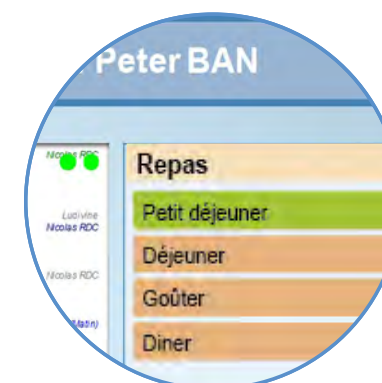 Peter BAN
Nicolas RDC
Repas
Petit déjeuner
Ludivine
Nicolas RDC
Déjeuner
Nicolas RDC
Goûter
Matin)
Diner